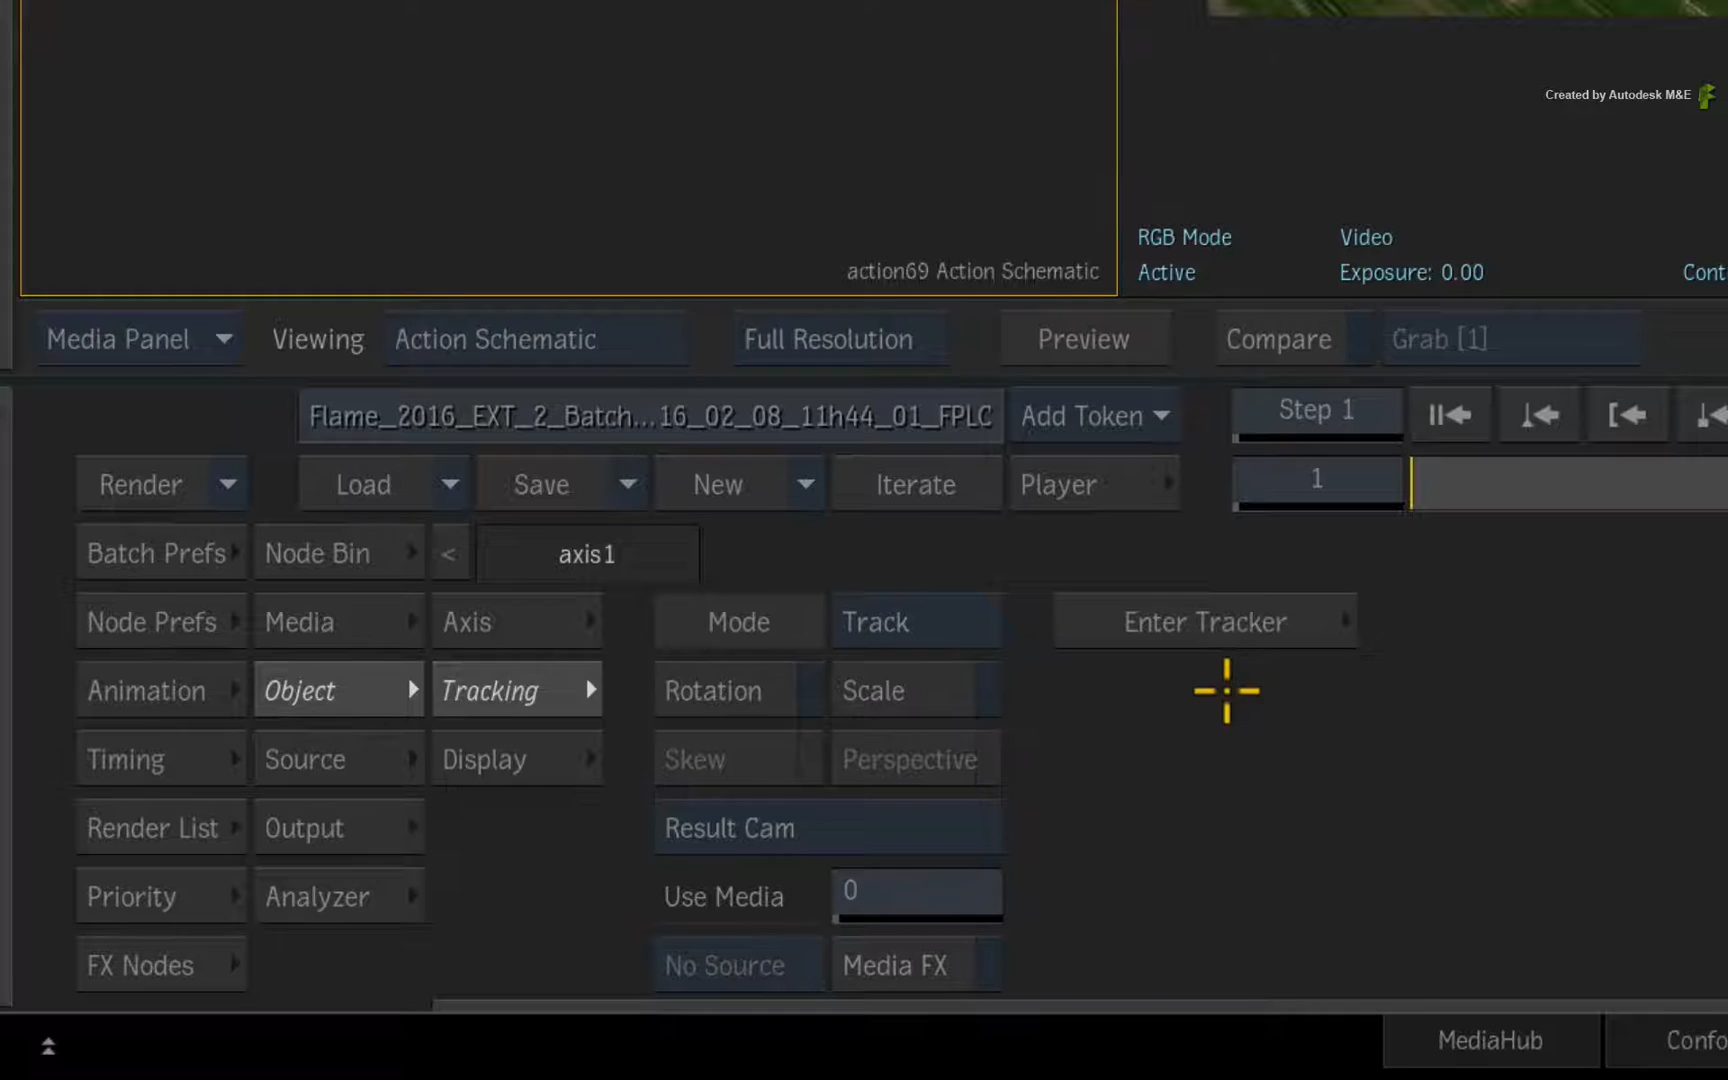 Created by Autodesk M&E
RGB Mode Video
action69 Action Schematic Active Exposure: 0.00
Media Panel Viewing Action Schematic Full Resolution Preview Compare Grab [1]
Flame_2016_EXT_2_Batch...16_02_08_11h44_01_FPLC Add Token Step 1
Render Load Save New Iterate Player 1
Batch Prefs Node Bin < axis1
Node Prefs Media Axis Mode Track Enter Tracker
Animation Object Tracking Rotation Scale
Timing Source Display Skew Perspective
Render List Output Result Cam
Priority Analyzer Use Media 0
FX Nodes No Source Media FX
MediaHub